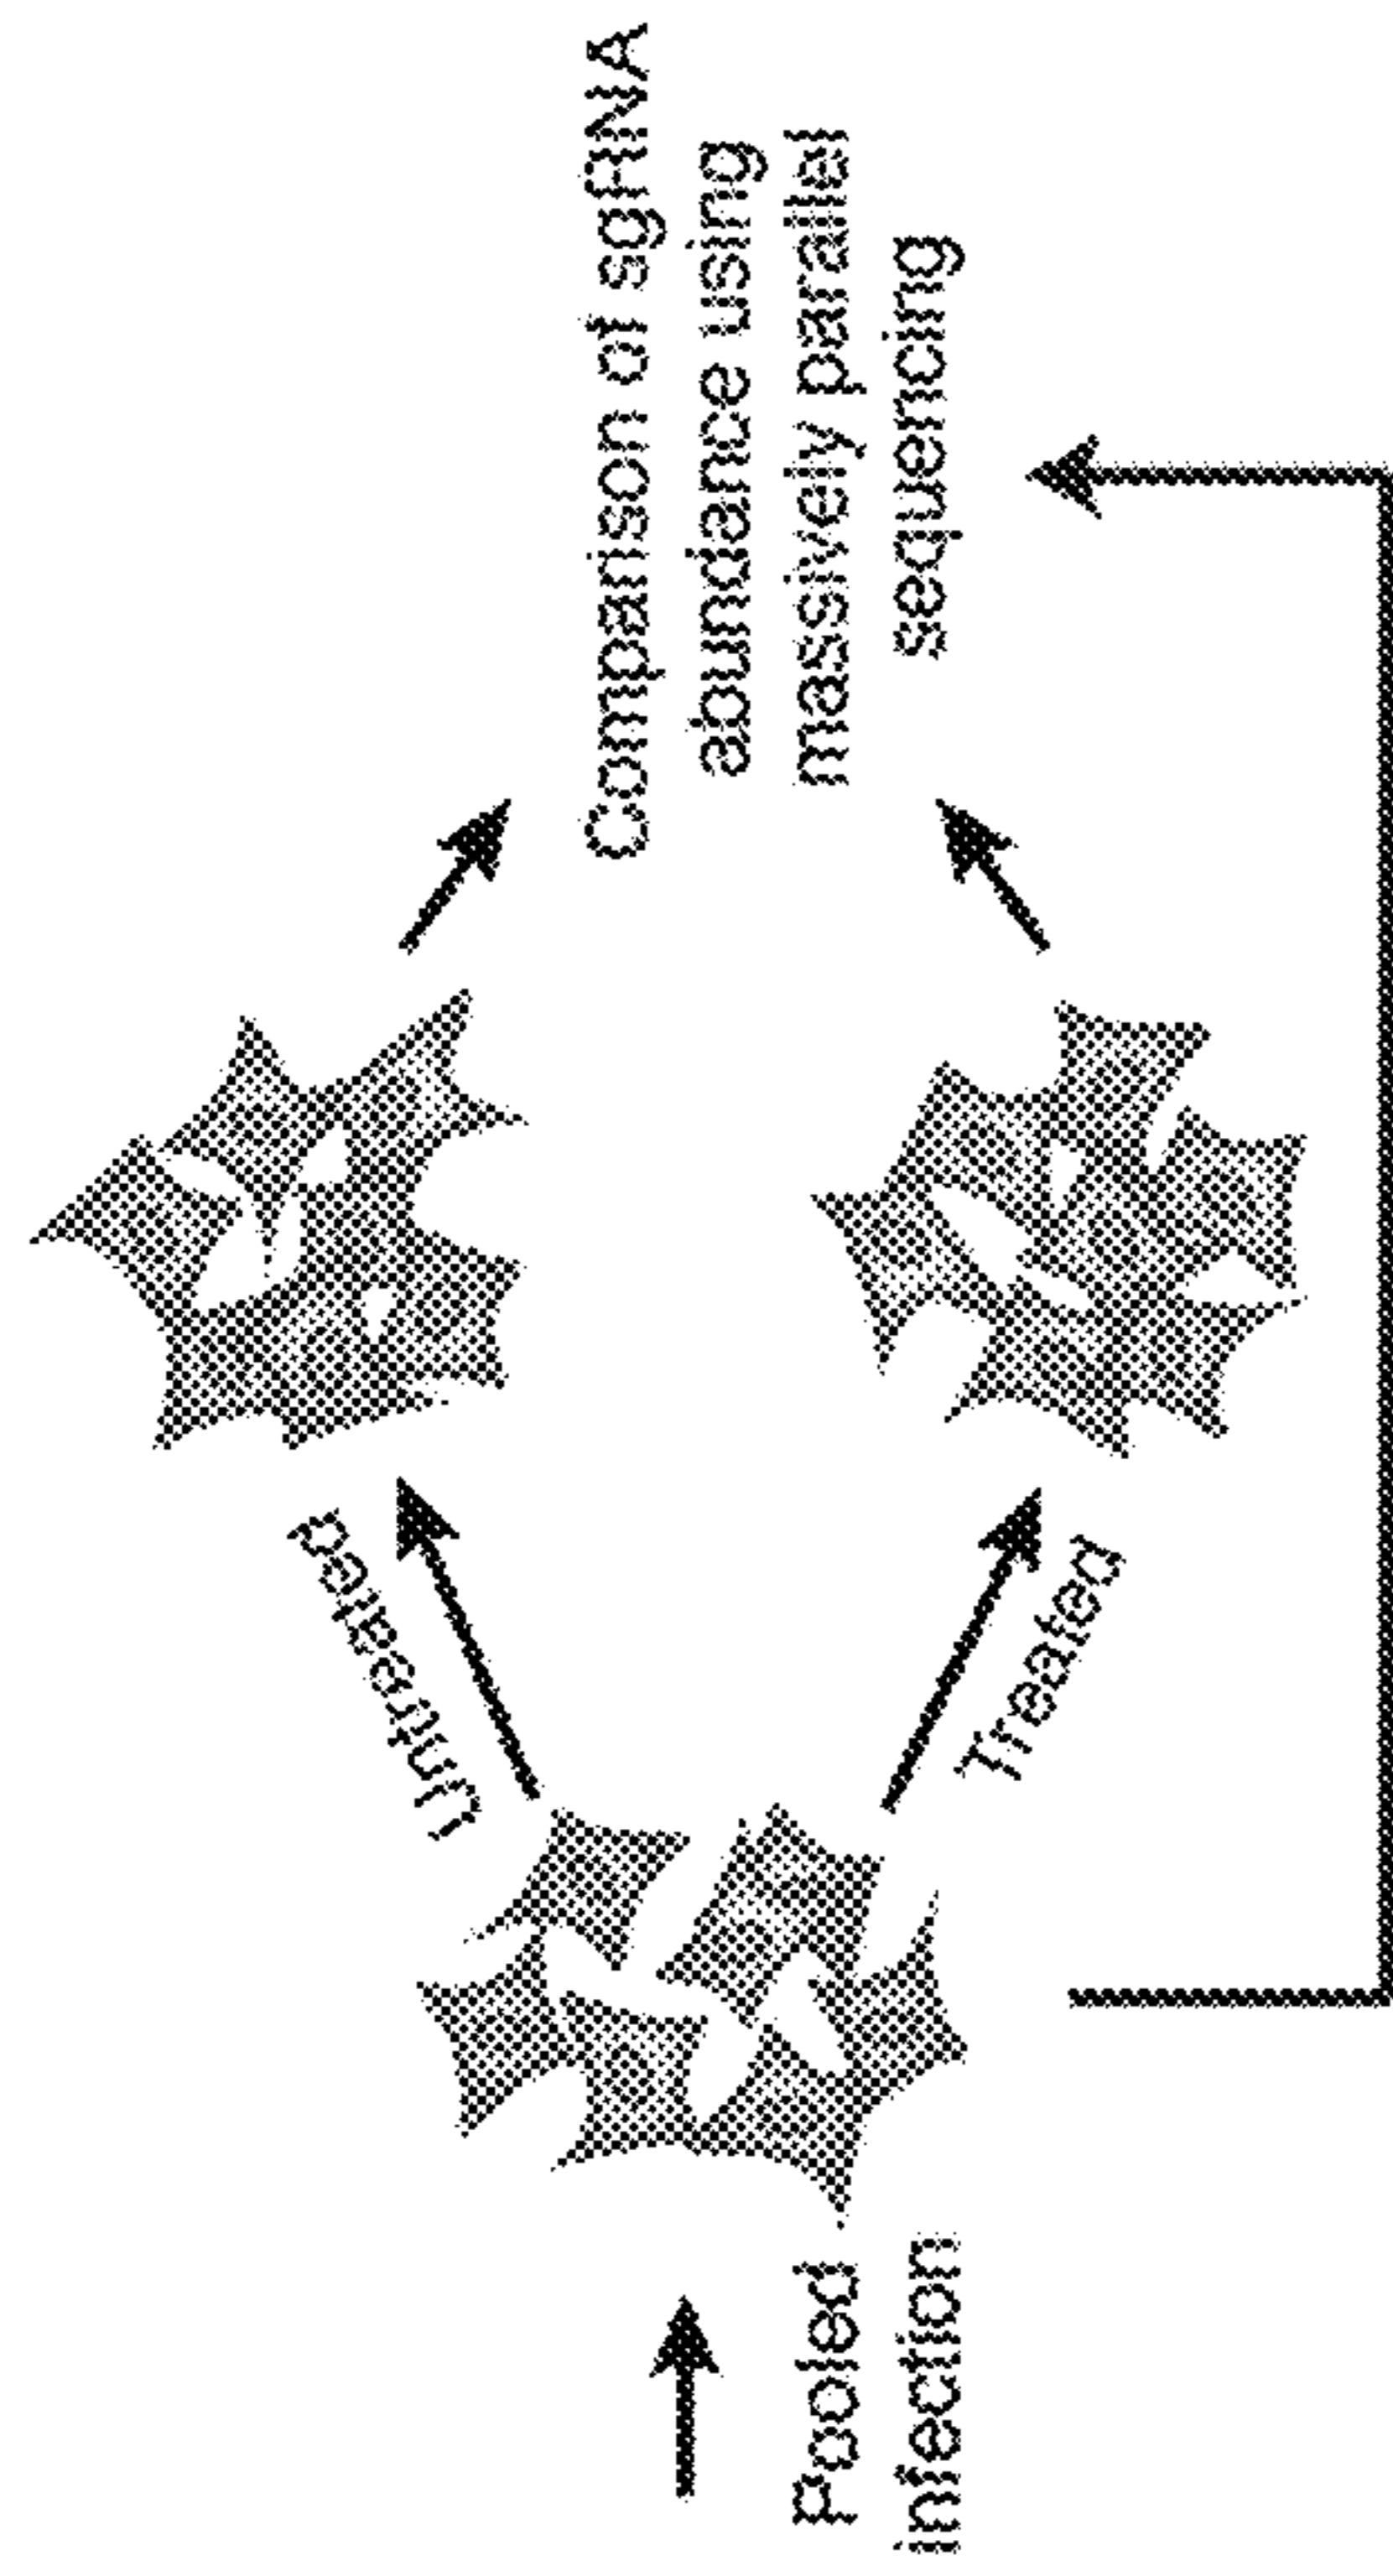 Pooled
infection
Untreated
Treated
Comparison of sgRNA
abundance using
massively parallel
sequencing